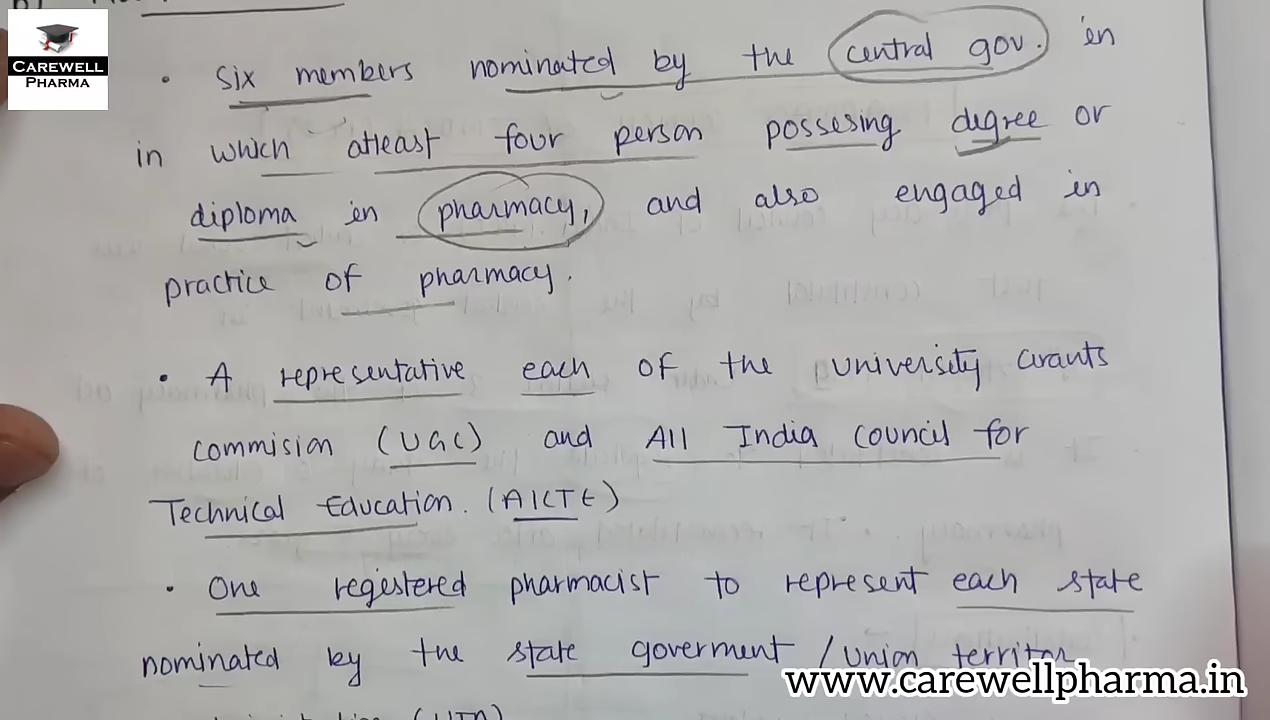 CAREWELL
PHARMA
• six members nominated by the central gov. in
in which atleast four person possesing degree or
diploma in pharmacy, and also engaged in
practice of pharmacy.
• A representative each of the University Grants
commision (UGC) and All India council for
Technical Education. (AICTE)
• One registered pharmacist to represent each state
nominated by the state goverment / union territor
www.carewellpharma.in